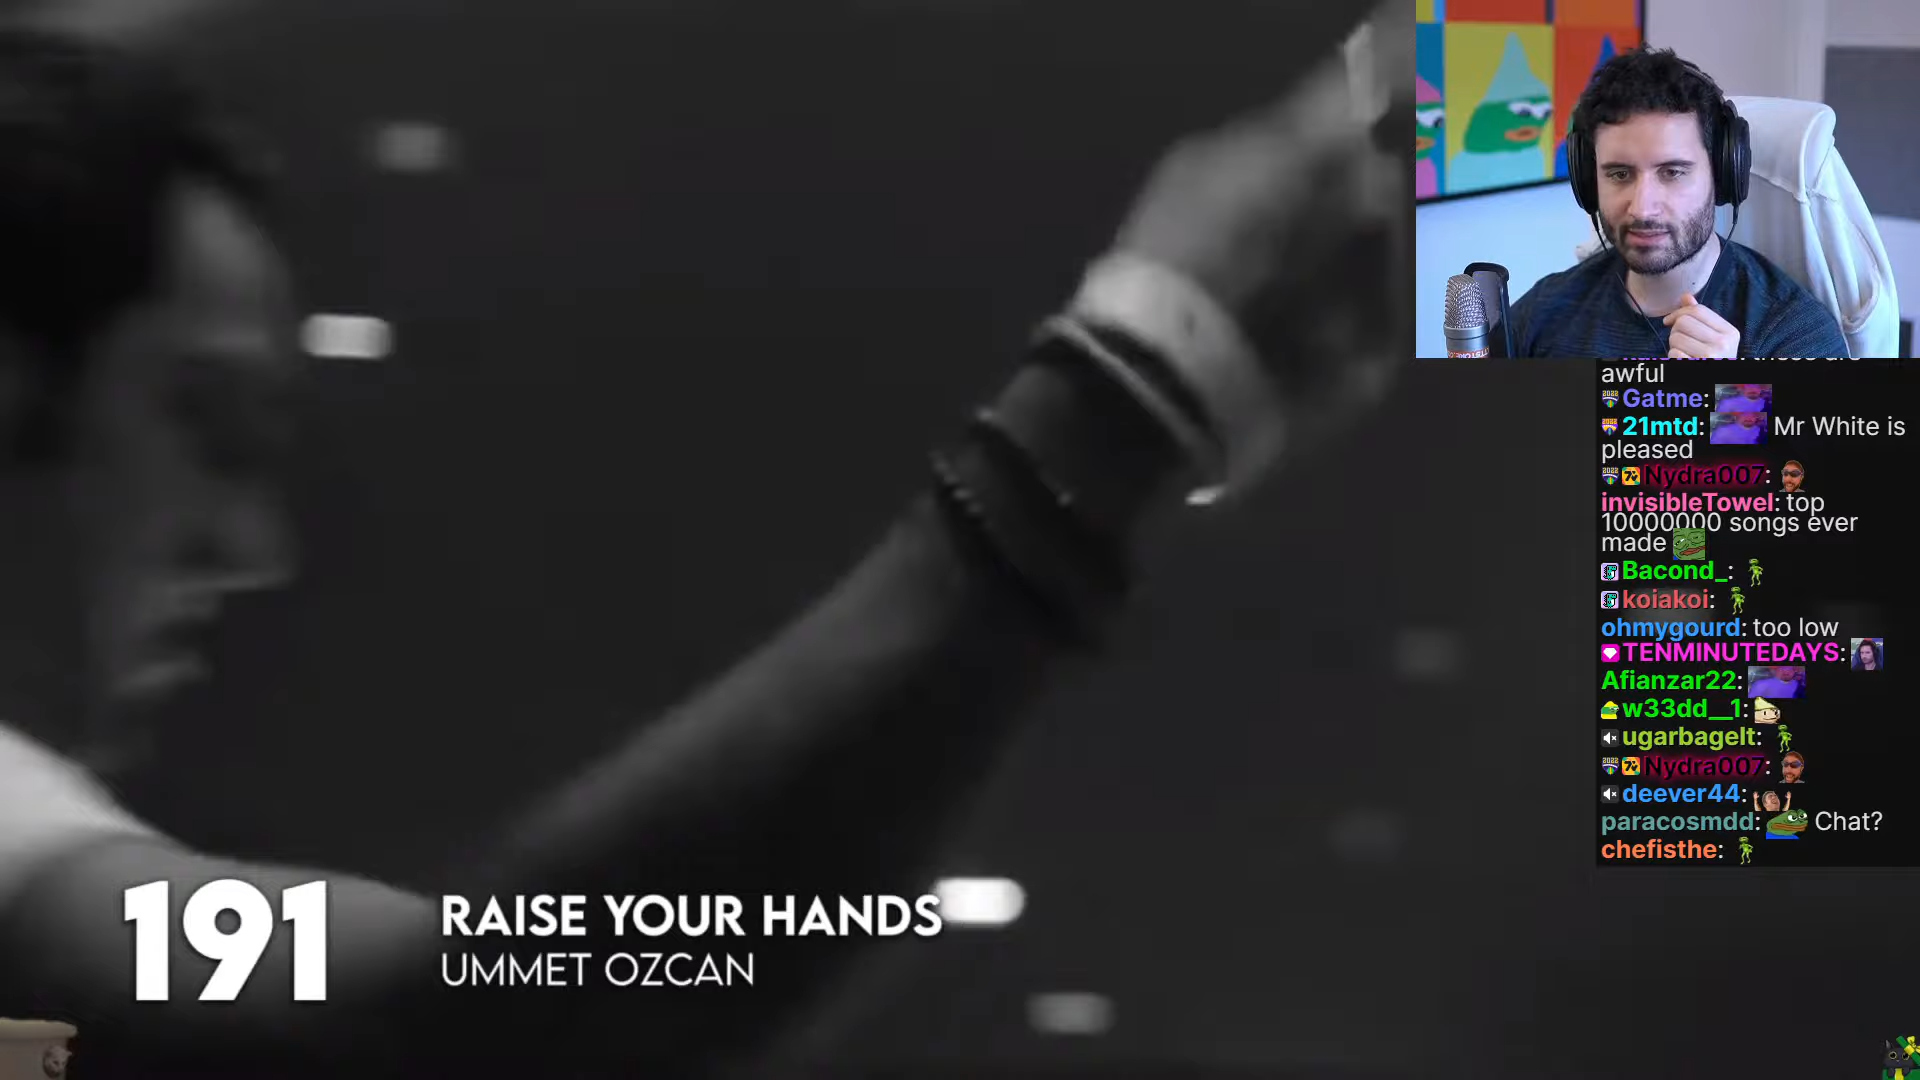 awful
Gatme:
21mtd: Mr White is
pleased
Nydra007:
invisibleTowel: top
10000000 songs ever
made
Bacond_:
koiakoi:
ohmygourd: too low
TENMINUTEDAYS:
Afianzar22:
w33dd__1:
ugarbagelt:
Nydra007:
deever44:
paracosmdd: Chat?
chefisthe:
191
RAISE YOUR HANDS
UMMET OZCAN